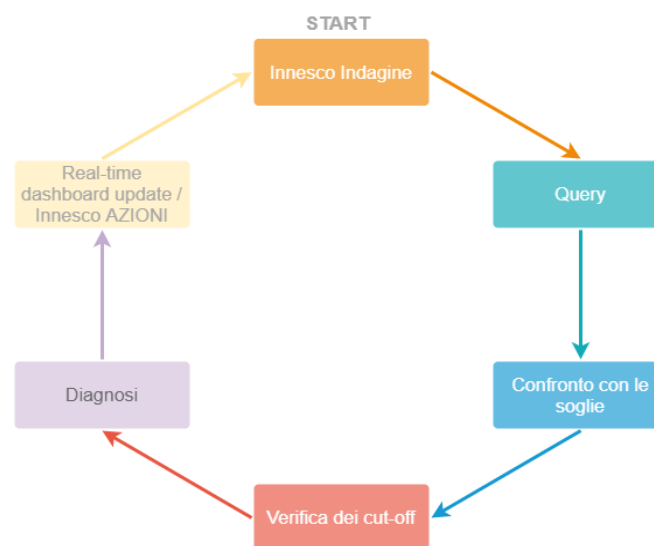 START
Innesco Indagine
Query
Confronto con le
soglie
Verifica dei cut-off
Diagnosi
Real-time
dashboard update /
Innesco AZIONI